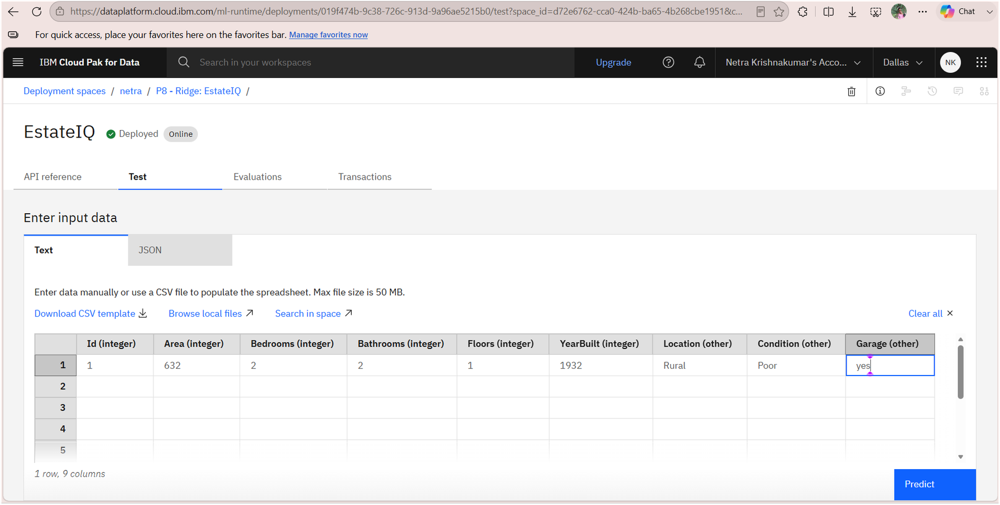 https://dataplatform.cloud.ibm.com/ml-runtime/deployments/019f474b-9c38-726c-913d-9a96ae5215b0/test?space_id=d72e6762-cca0-424b-ba65-4b268cbe1951&c... Chat
For quick access, place your favorites here on the favorites bar. Manage favorites now
IBM Cloud Pak for Data Search in your workspaces Upgrade Netra Krishnakumar's Acco... Dallas NK
Deployment spaces / netra / P8 - Ridge: EstateIQ /
EstateIQ Deployed Online
API reference Test Evaluations Transactions
Enter input data
Text JSON
Enter data manually or use a CSV file to populate the spreadsheet. Max file size is 50 MB.
Download CSV template Browse local files Search in space Clear all
Id (integer) Area (integer) Bedrooms (integer) Bathrooms (integer) Floors (integer) YearBuilt (integer) Location (other) Condition (other) Garage (other)
1 1 632 2 2 1 1932 Rural Poor yes
2
3
4
5
1 row, 9 columns
Predict